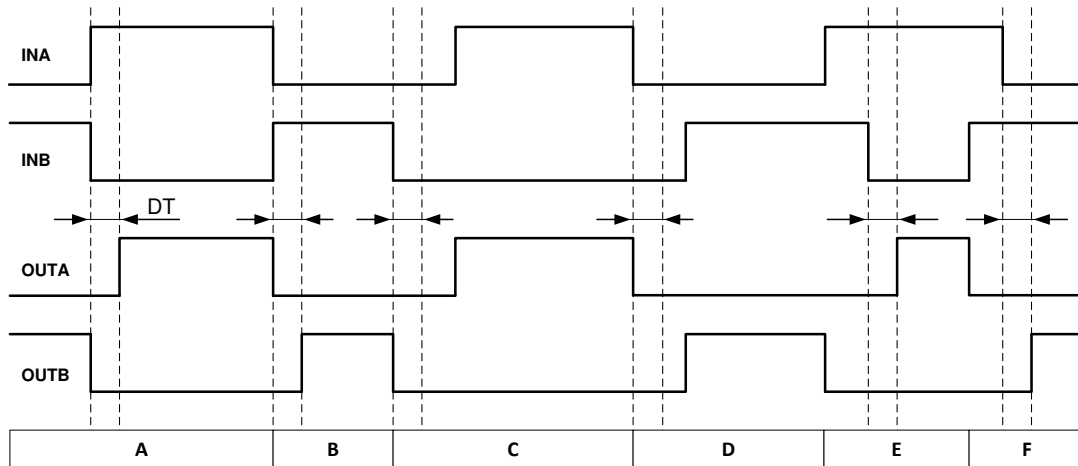 INA
INB
DT
OUTA
OUTB
A B C D E F